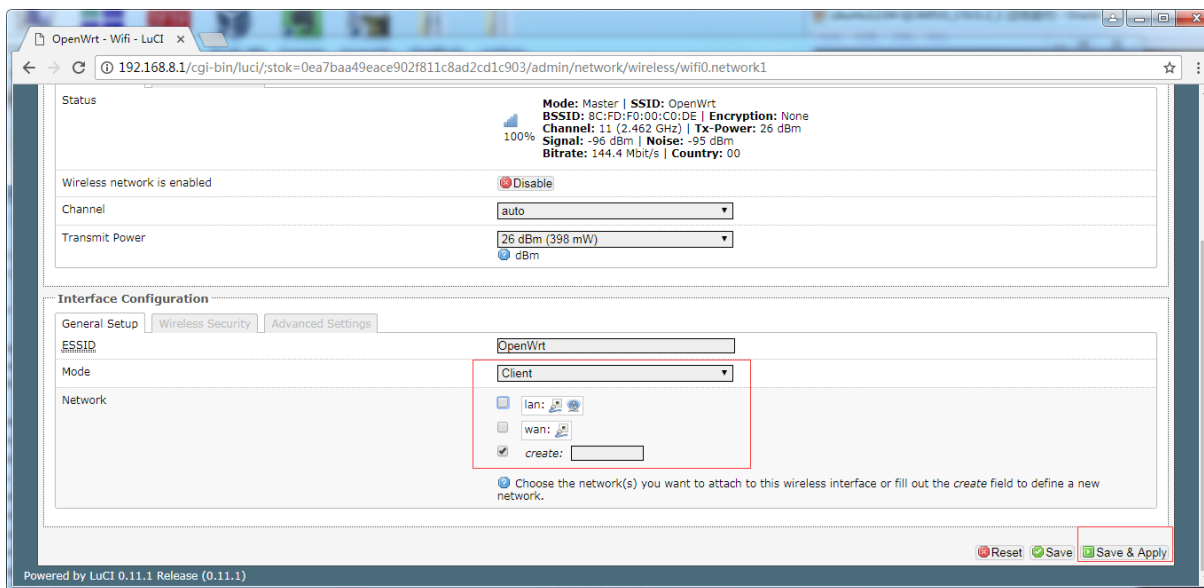 OpenWrt - Wifi - LuCI
192.168.8.1/cgi-bin/luci/;stok=0ea7baa49eace902f811c8ad2cd1c903/admin/network/wireless/wifi0.network1
Status
100%
Mode: Master | SSID: OpenWrt
BSSID: 8C:FD:F0:00:C0:DE | Encryption: None
Channel: 11 (2.462 GHz) | Tx-Power: 26 dBm
Signal: -96 dBm | Noise: -95 dBm
Bitrate: 144.4 Mbit/s | Country: 00
Wireless network is enabled
Disable
Channel
auto
Transmit Power
26 dBm (398 mW)
dBm
Interface Configuration
General Setup Wireless Security Advanced Settings
ESSID
OpenWrt
Mode
Client
Network
lan:
wan:
create:
Choose the network(s) you want to attach to this wireless interface or fill out the create field to define a new
network.
Reset Save Save & Apply
Powered by LuCI 0.11.1 Release (0.11.1)